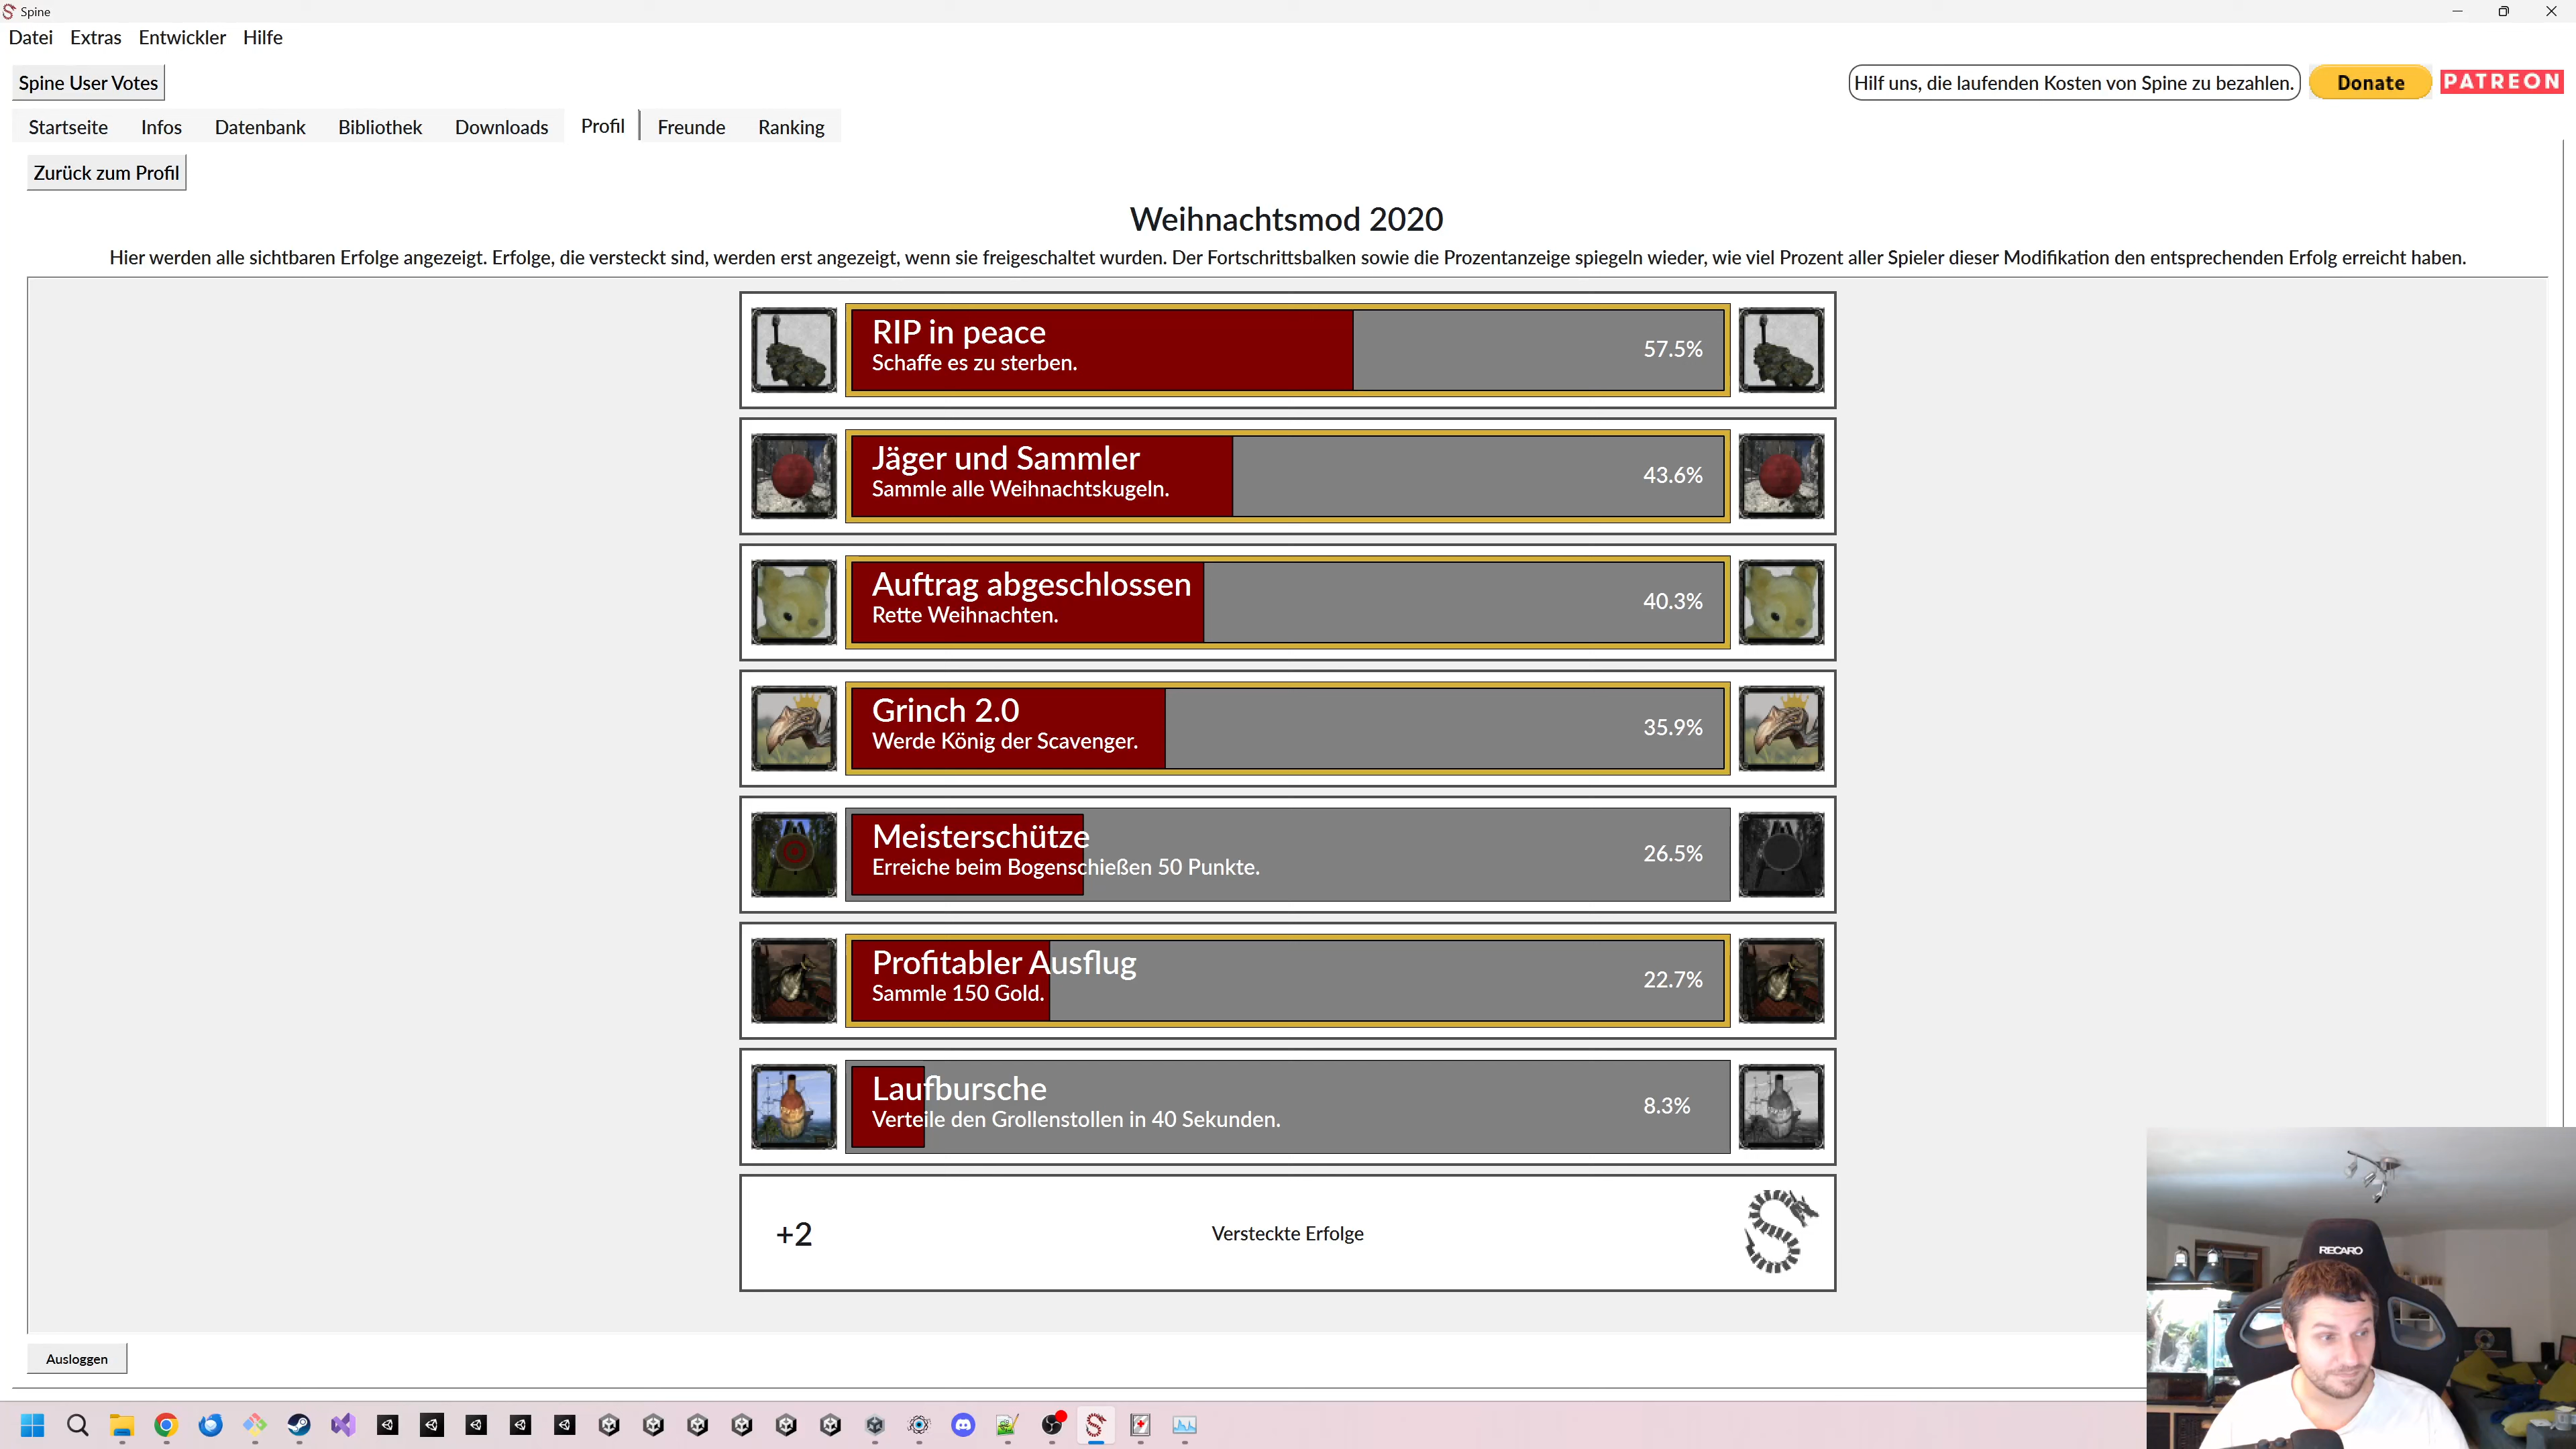 Spine
Datei Extras Entwickler Hilfe
Spine User Votes
Hilf uns, die laufenden Kosten von Spine zu bezahlen.
Donate
PATREON
Startseite Infos Datenbank Bibliothek Downloads Profil Freunde Ranking
Zurück zum Profil
Weihnachtsmod 2020
Hier werden alle sichtbaren Erfolge angezeigt. Erfolge, die versteckt sind, werden erst angezeigt, wenn sie freigeschaltet wurden. Der Fortschrittsbalken sowie die Prozentanzeige spiegeln wieder, wie viel Prozent aller Spieler dieser Modifikation den entsprechenden Erfolg erreicht haben.
RIP in peace
Schaffe es zu sterben.
57.5%
Jäger und Sammler
Sammle alle Weihnachtskugeln.
43.6%
Auftrag abgeschlossen
Rette Weihnachten.
40.3%
Grinch 2.0
Werde König der Scavenger.
35.9%
Meisterschütze
Erreiche beim Bogenschießen 50 Punkte.
26.5%
Profitabler Ausflug
Sammle 150 Gold.
22.7%
Laufbursche
Verteile den Grollenstollen in 40 Sekunden.
8.3%
+2
Versteckte Erfolge
RECARO
Ausloggen